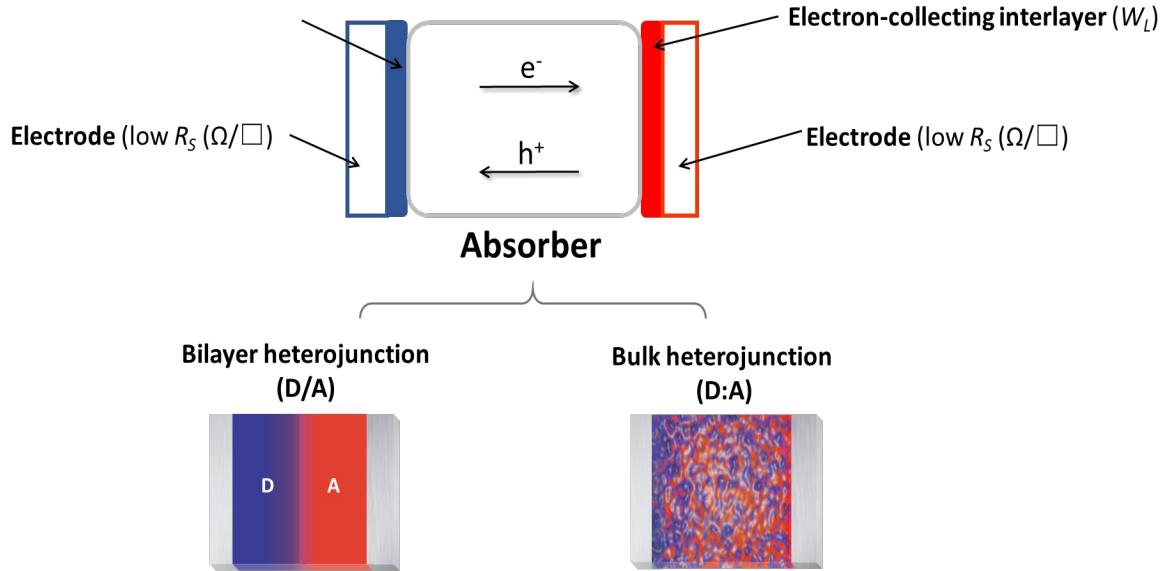 Electron-collecting interlayer (W_L)
e⁻
Electrode (low R_S (Ω/□)
Electrode (low R_S (Ω/□)
h⁺
Absorber
Bilayer heterojunction
(D/A)
Bulk heterojunction
(D:A)
D
A